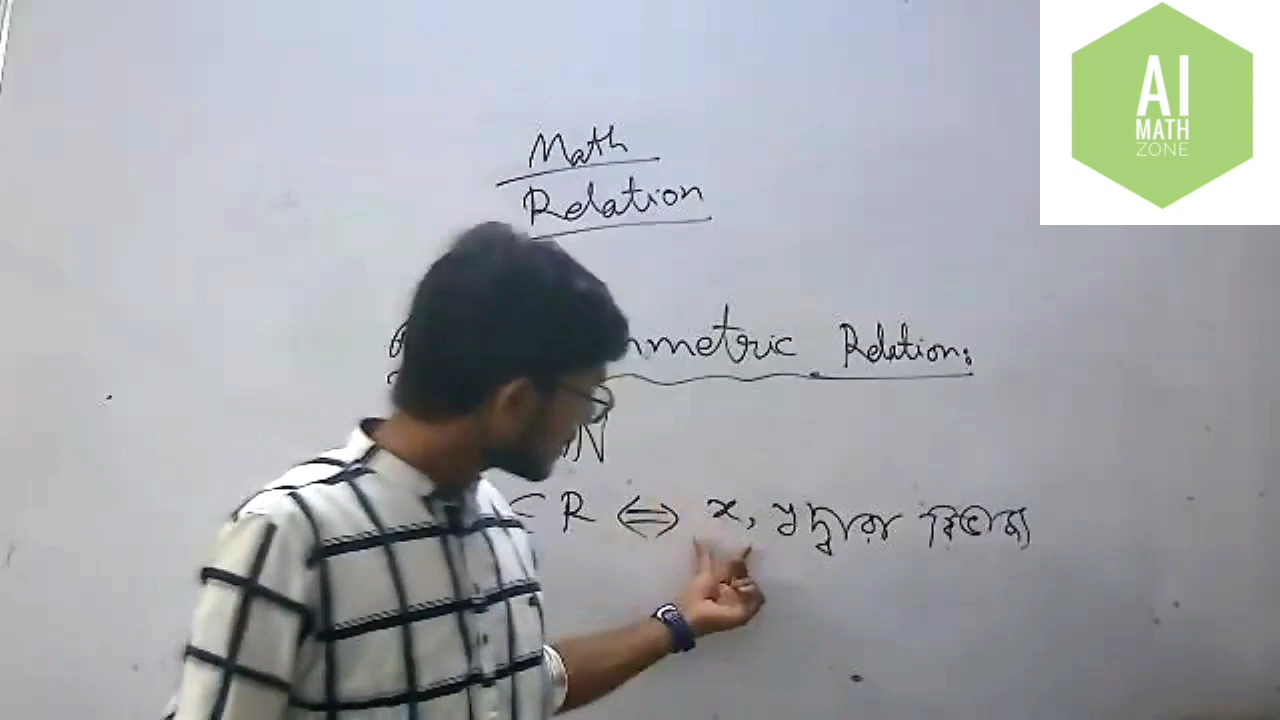 AI
MATH
ZONE
Math
Relation
mmetric Relation:
N
R ⇔ x, y দ্বারা বিভাজ্য